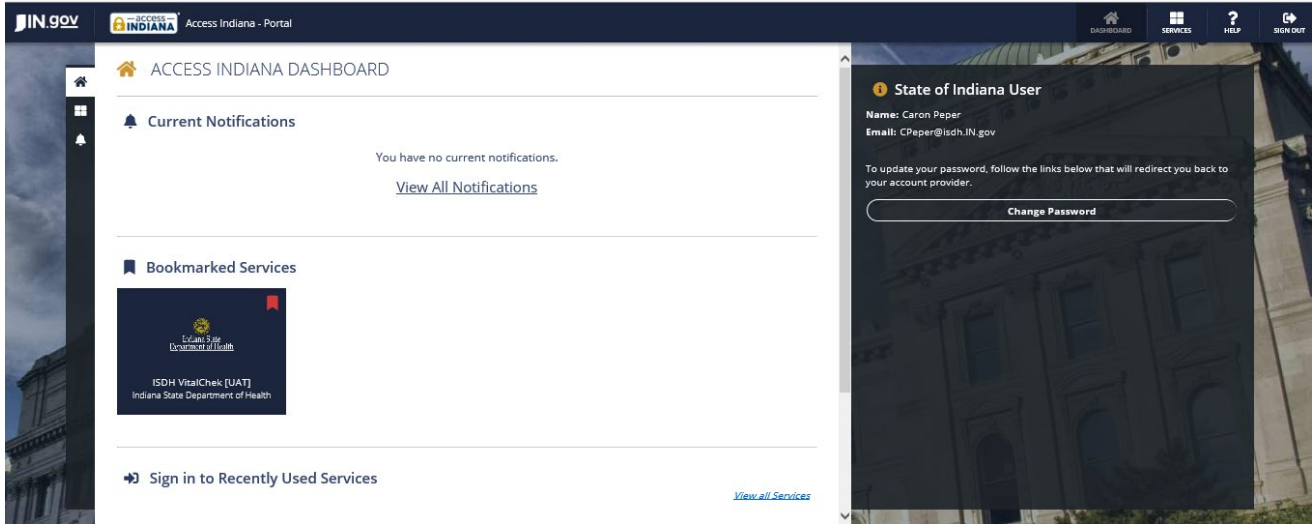 IN.gov
access
INDIANA
Access Indiana - Portal
DASHBOARD
SERVICES
?
HELP
SIGN OUT
ACCESS INDIANA DASHBOARD
Current Notifications
You have no current notifications.
View All Notifications
Bookmarked Services
Indiana State
Department of Health
ISDH VitalChek [UAT]
Indiana State Department of Health
Sign in to Recently Used Services
View all Services
State of Indiana User
Name: Caron Peper
Email: CPeper@isdh.IN.gov
To update your password, follow the links below that will redirect you back to
your account provider.
Change Password